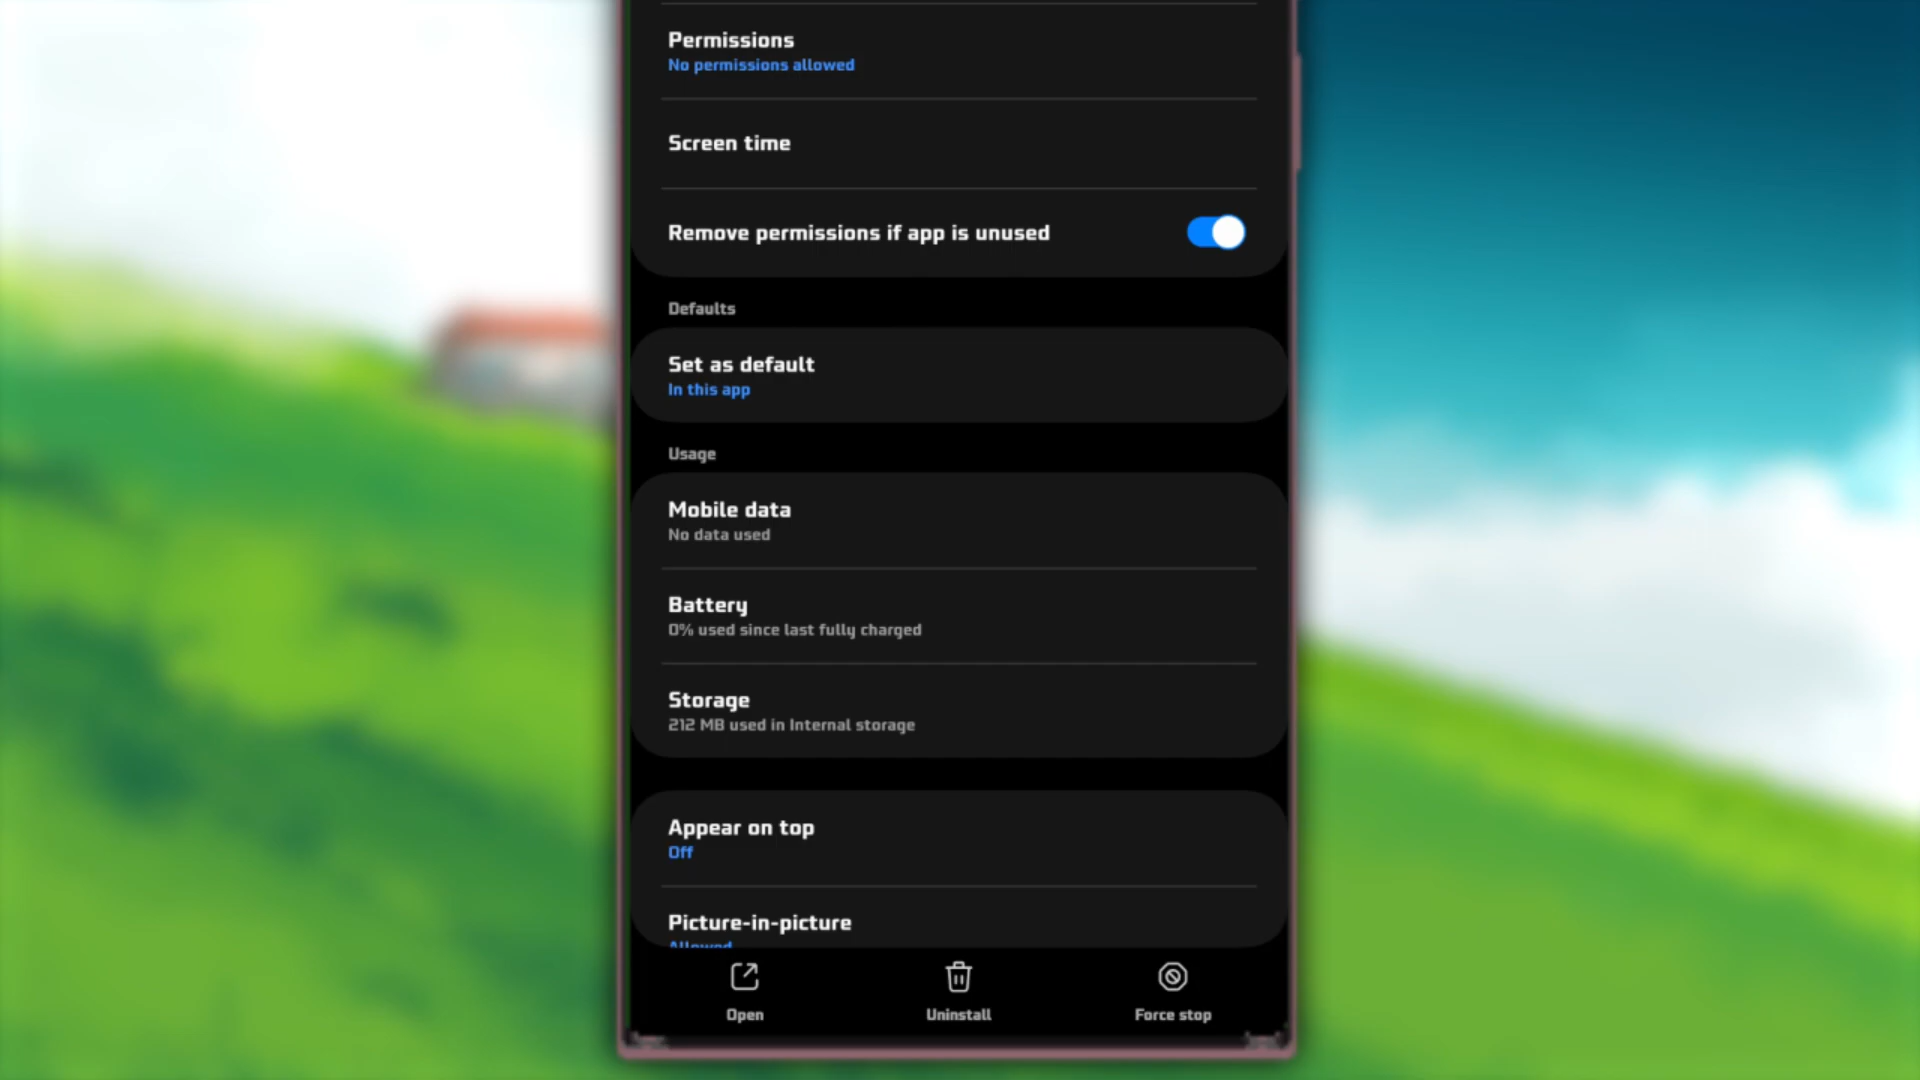 Permissions
No permissions allowed
Screen time
Remove permissions if app is unused
Defaults
Set as default
In this app
Usage
Mobile data
No data used
Battery
0% used since last fully charged
Storage
212 MB used in Internal storage
Appear on top
Off
Picture-in-picture
Allowed
Open
Uninstall
Force stop